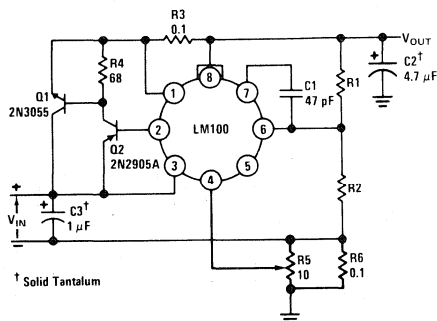 R3
0.1
VOUT
R4
68
C2†
4.7 μF
Q1
2N3055
8
1
7
C1
47 pF
R1
2
LM100
6
Q2
2N2905A
3
5
4
R2
+
VIN
-
+
C3†
1 μF
+
R5
10
R6
0.1
† Solid Tantalum